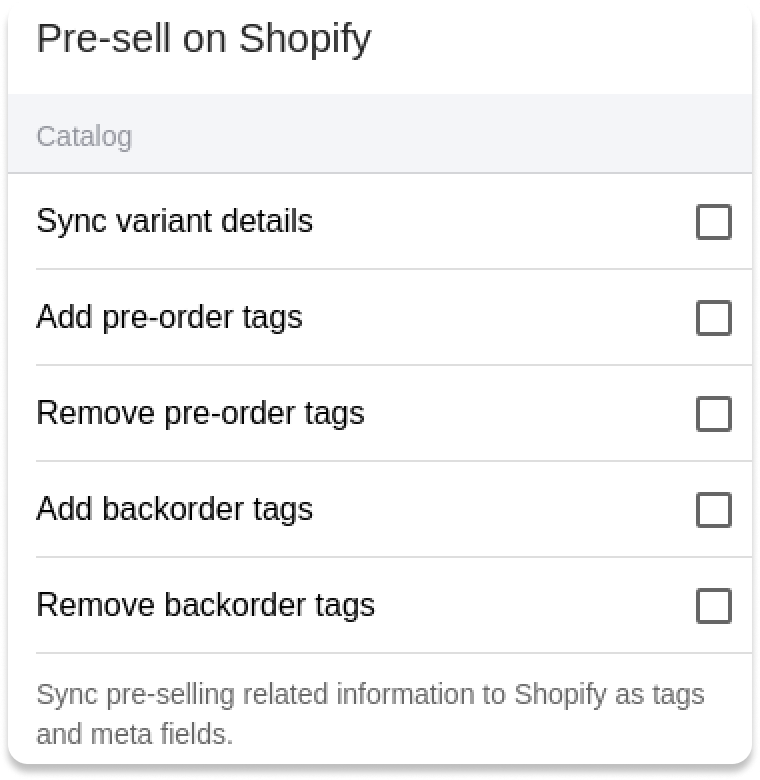 Pre-sell on Shopify
Catalog
Sync variant details
Add pre-order tags
Remove pre-order tags
Add backorder tags
Remove backorder tags
Sync pre-selling related information to Shopify as tags
and meta fields.